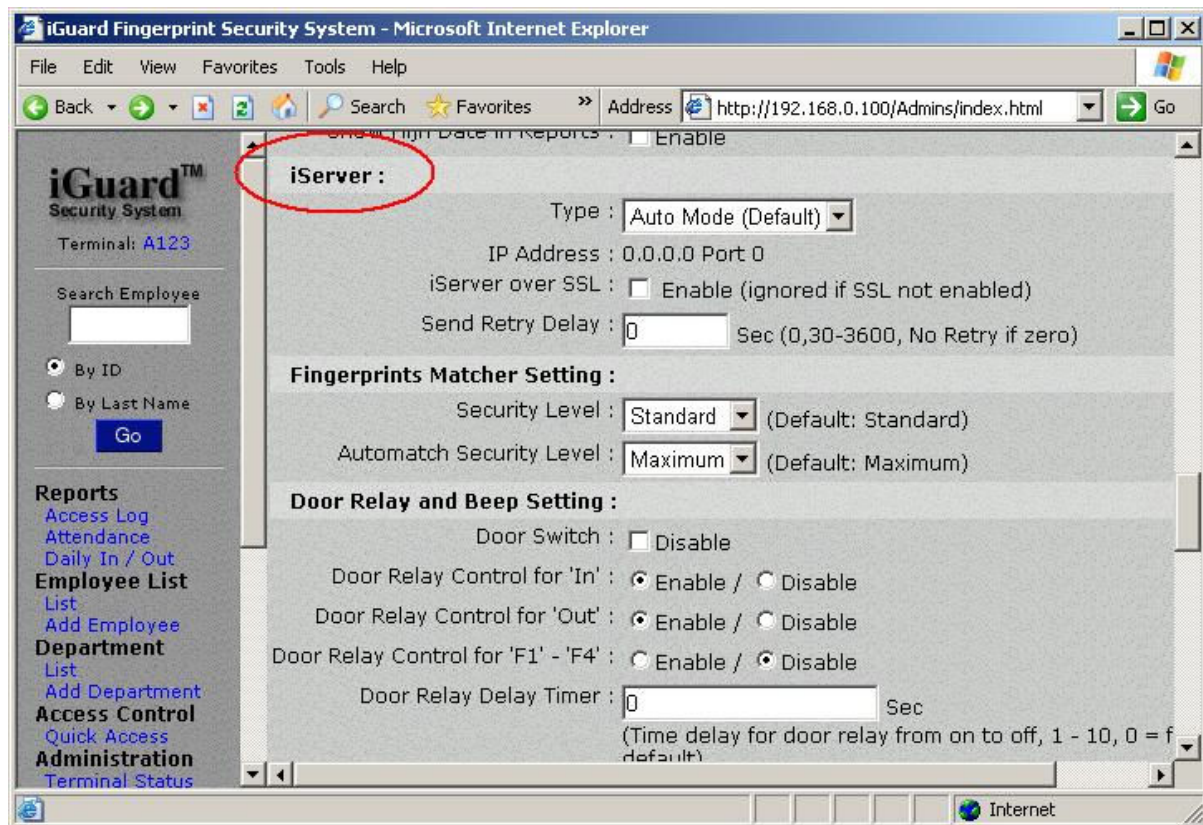 iGuard Fingerprint Security System - Microsoft Internet Explorer
File Edit View Favorites Tools Help
Back Search Favorites » Address http://192.168.0.100/Admins/index.html Go
iGuard™
Security System
Terminal: A123
Search Employee
By ID
By Last Name
Go
Reports
Access Log
Attendance
Daily In / Out
Employee List
List
Add Employee
Department
List
Add Department
Access Control
Quick Access
Administration
Terminal Status
Date in Reports : Enable
iServer :
Type : Auto Mode (Default)
IP Address : 0.0.0.0 Port 0
iServer over SSL : Enable (ignored if SSL not enabled)
Send Retry Delay : 0 Sec (0,30-3600, No Retry if zero)
Fingerprints Matcher Setting :
Security Level : Standard (Default: Standard)
Automatch Security Level : Maximum (Default: Maximum)
Door Relay and Beep Setting :
Door Switch : Disable
Door Relay Control for 'In' : Enable / Disable
Door Relay Control for 'Out' : Enable / Disable
Door Relay Control for 'F1' - 'F4' : Enable / Disable
Door Relay Delay Timer : 0 Sec
(Time delay for door relay from on to off, 1 - 10, 0 = f
default)
Internet